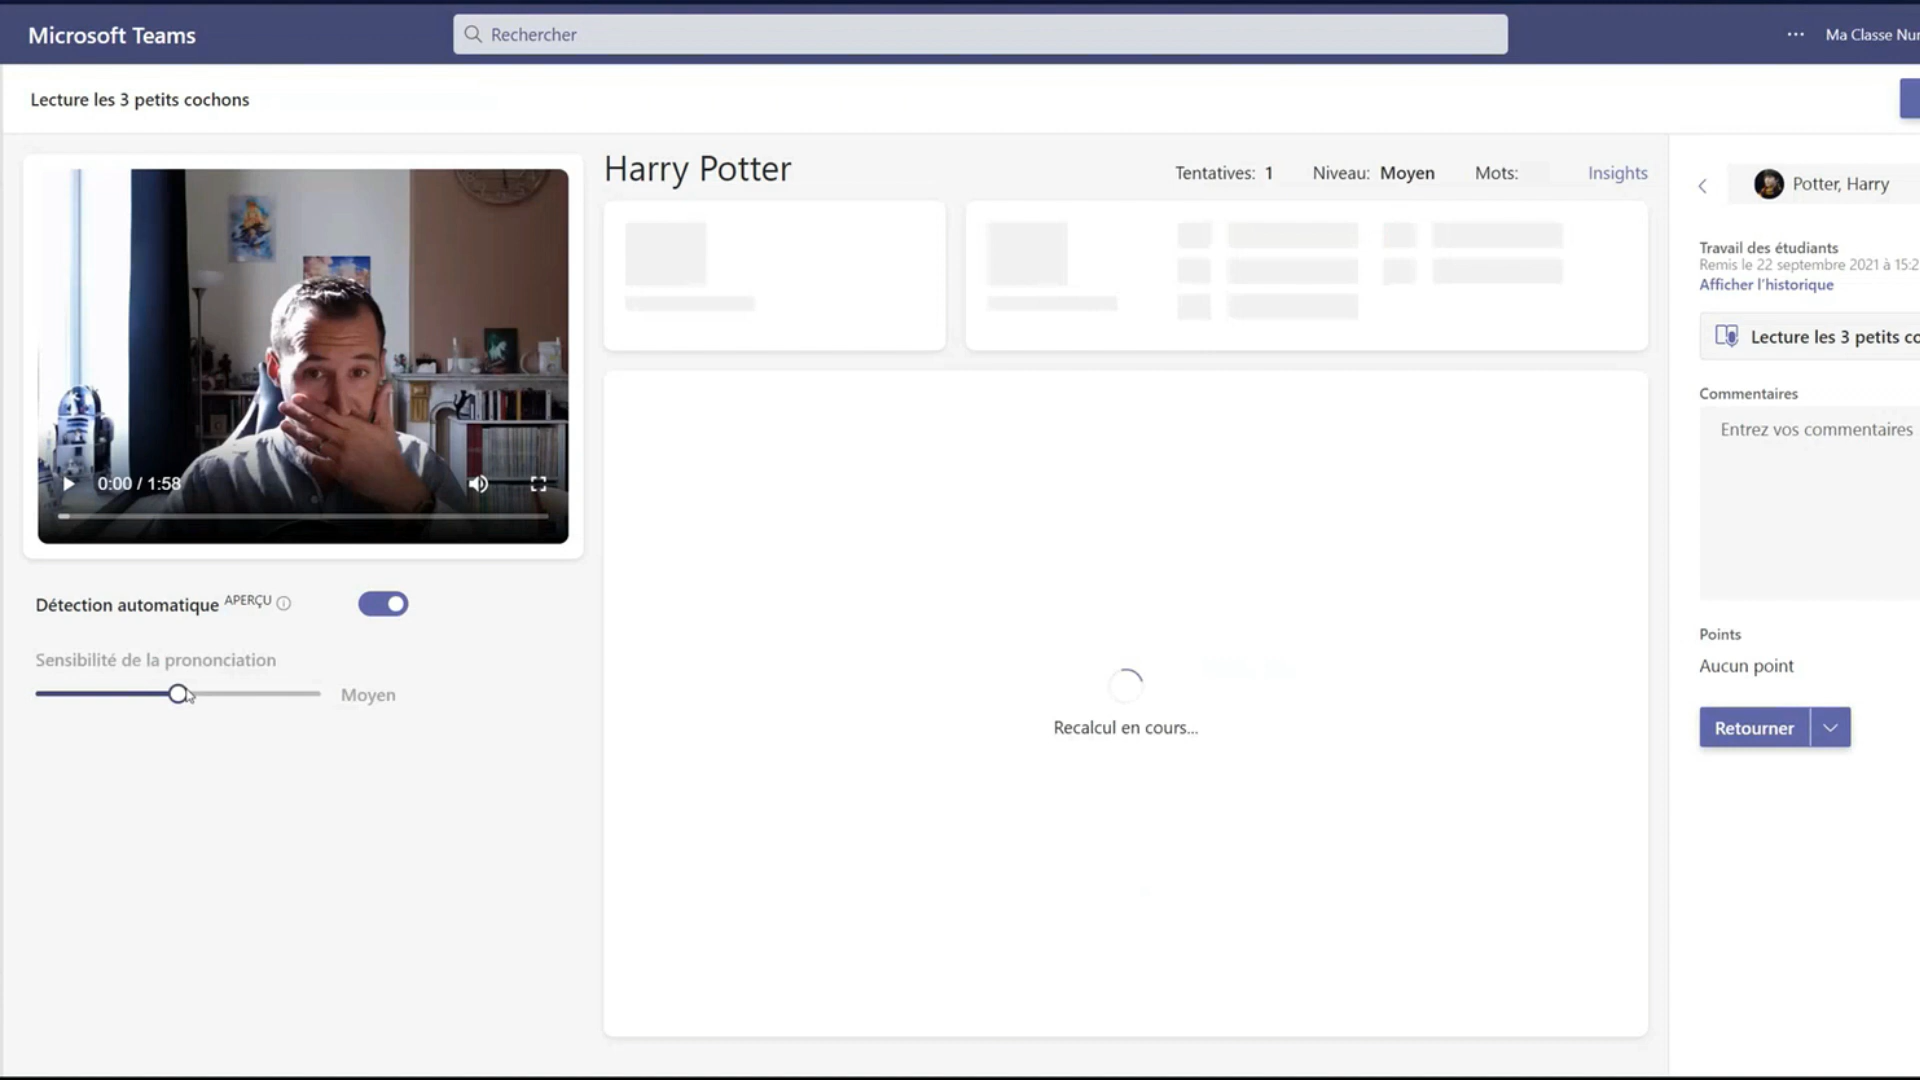 Microsoft Teams
Rechercher
··· Ma Classe Nu
Lecture les 3 petits cochons
Harry Potter
Tentatives: 1
Niveau: Moyen
Mots:
Insights
Potter, Harry
Travail des étudiants
Remis le 22 septembre 2021 à 15:2
Afficher l'historique
Lecture les 3 petits co
Commentaires
Entrez vos commentaires
0:00 / 1:58
Détection automatique APERÇU
Sensibilité de la prononciation
Moyen
Recalcul en cours...
Points
Aucun point
Retourner